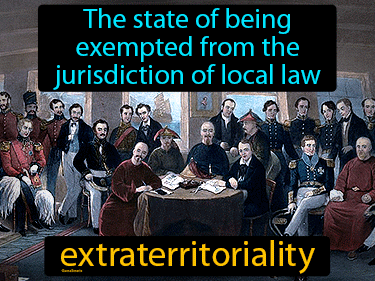 The state of being
exempted from the
jurisdiction of local law
extraterritoriality